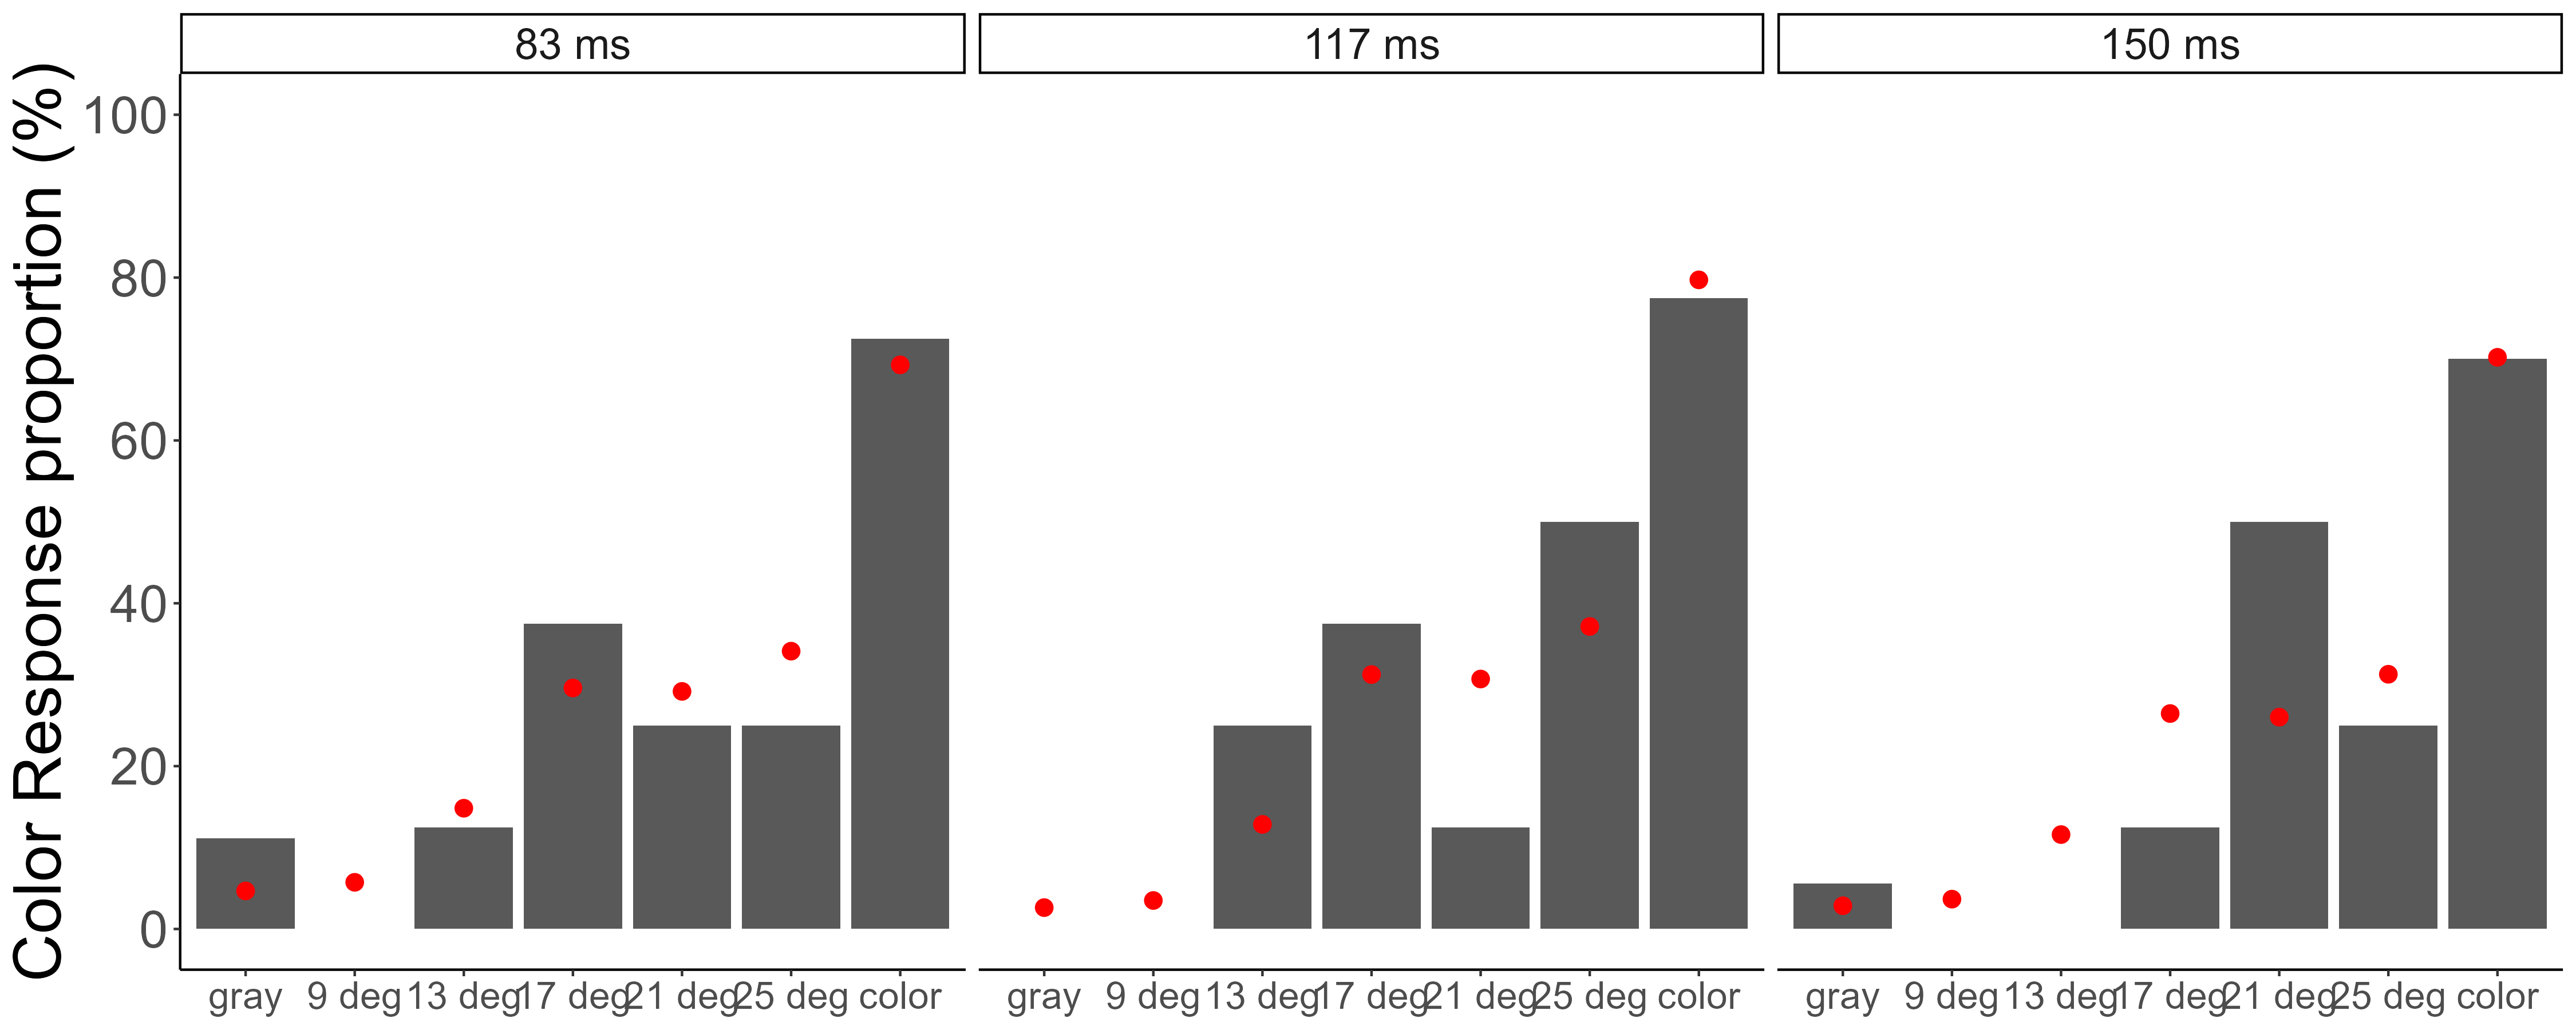 83 ms
117 ms
150 ms
Color Response proportion (%)
100
80
60
40
20
0
gray 9 deg 13 deg 17 deg 21 deg 25 deg color
gray 9 deg 13 deg 17 deg 21 deg 25 deg color
gray 9 deg 13 deg 17 deg 21 deg 25 deg color